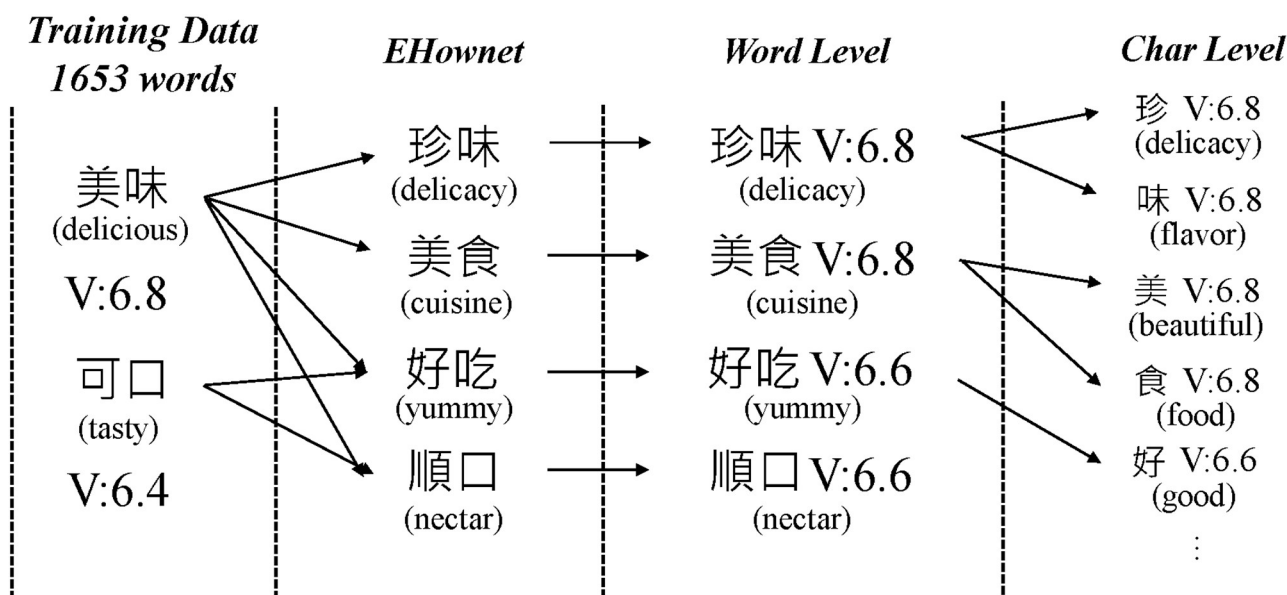 Training Data
1653 words
EHownet
Word Level
Char Level
美味
(delicious)
V:6.8
可口
(tasty)
V:6.4
珍味
(delicacy)
美食
(cuisine)
好吃
(yummy)
順口
(nectar)
珍味 V:6.8
(delicacy)
美食 V:6.8
(cuisine)
好吃 V:6.6
(yummy)
順口 V:6.6
(nectar)
珍 V:6.8
(delicacy)
味 V:6.8
(flavor)
美 V:6.8
(beautiful)
食 V:6.8
(food)
好 V:6.6
(good)
⋮